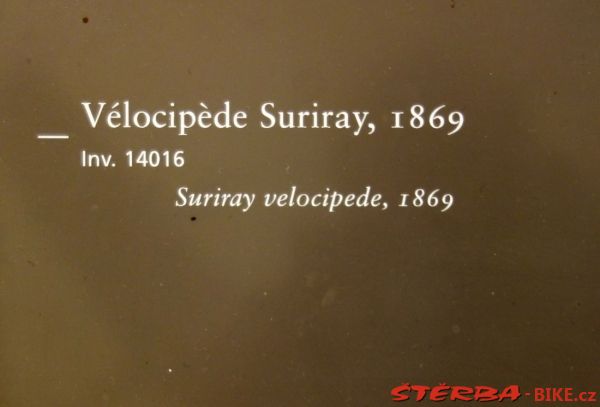 Vélocipède Suriray, 1869
Inv. 14016
Suriray velocipede, 1869
ŠTĚRBA-BIKE.cz